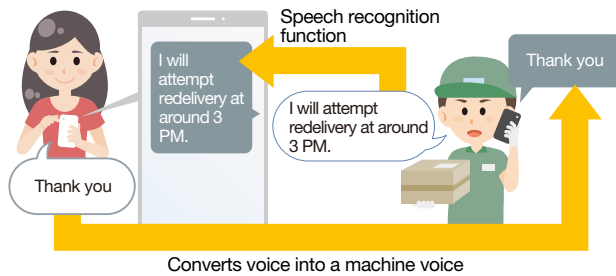 Speech recognition
function
I will
attempt
redelivery at
around 3
PM.
Thank you
I will attempt
redelivery at around
3 PM.
Thank you
Converts voice into a machine voice